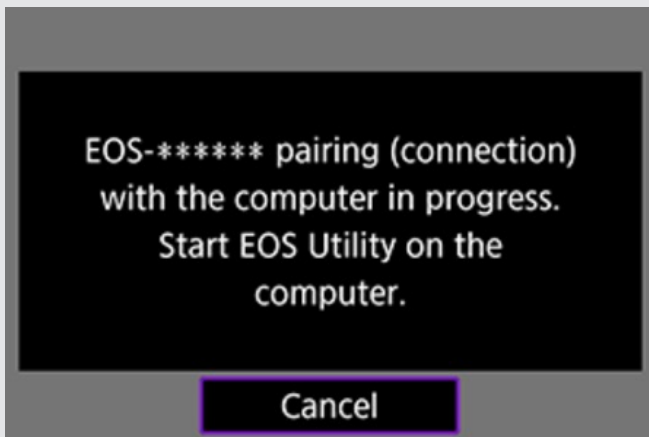 EOS-****** pairing (connection)
with the computer in progress.
Start EOS Utility on the
computer.
Cancel